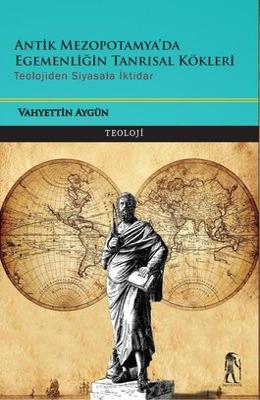 ANTİK MEZOPOTAMYA'DA
EGEMENLİĞİN TANRISAL KÖKLERİ
Teolojiden Siyasala İktidar
VAHYETTİN AYGÜN
TEOLOJİ